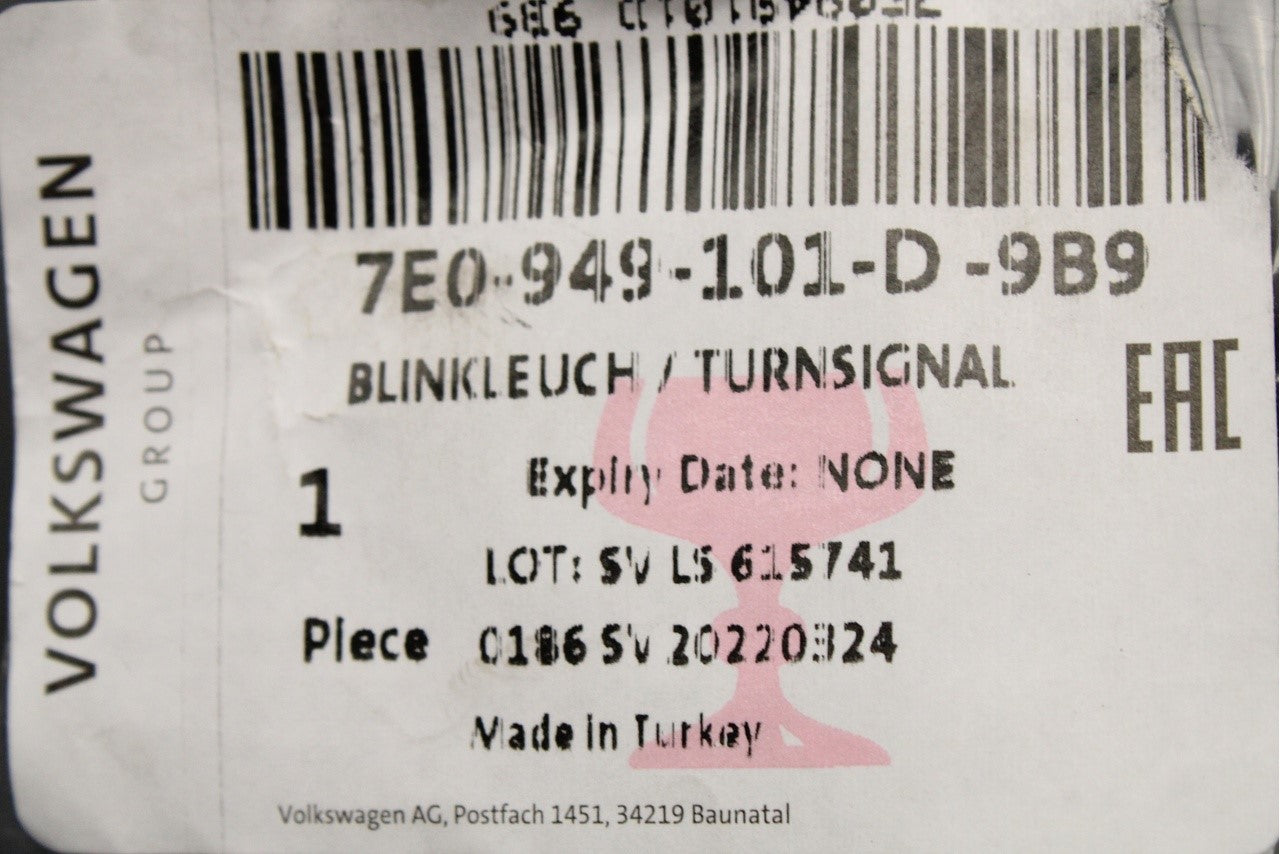 VOLKSWAGEN
GROUP
7E0-949-101-D -9B9
BLINKLEUCH / TURNSIGNAL
EAC
Expiry Date: NONE
1
LOT: SV LS 615741
Piece
0186 SV 20220324
Made in Turkey
Volkswagen AG, Postfach 1451, 34219 Baunatal